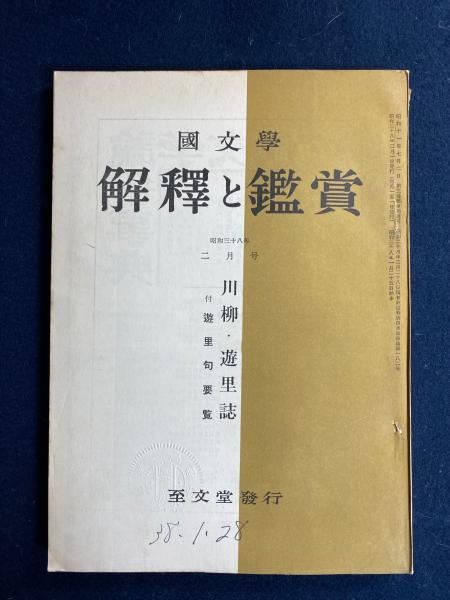 國文學
解釋と鑑賞
昭和三十八年
二月号
川柳・遊里誌
付 遊里句要覧
至文堂發行
38.1.28